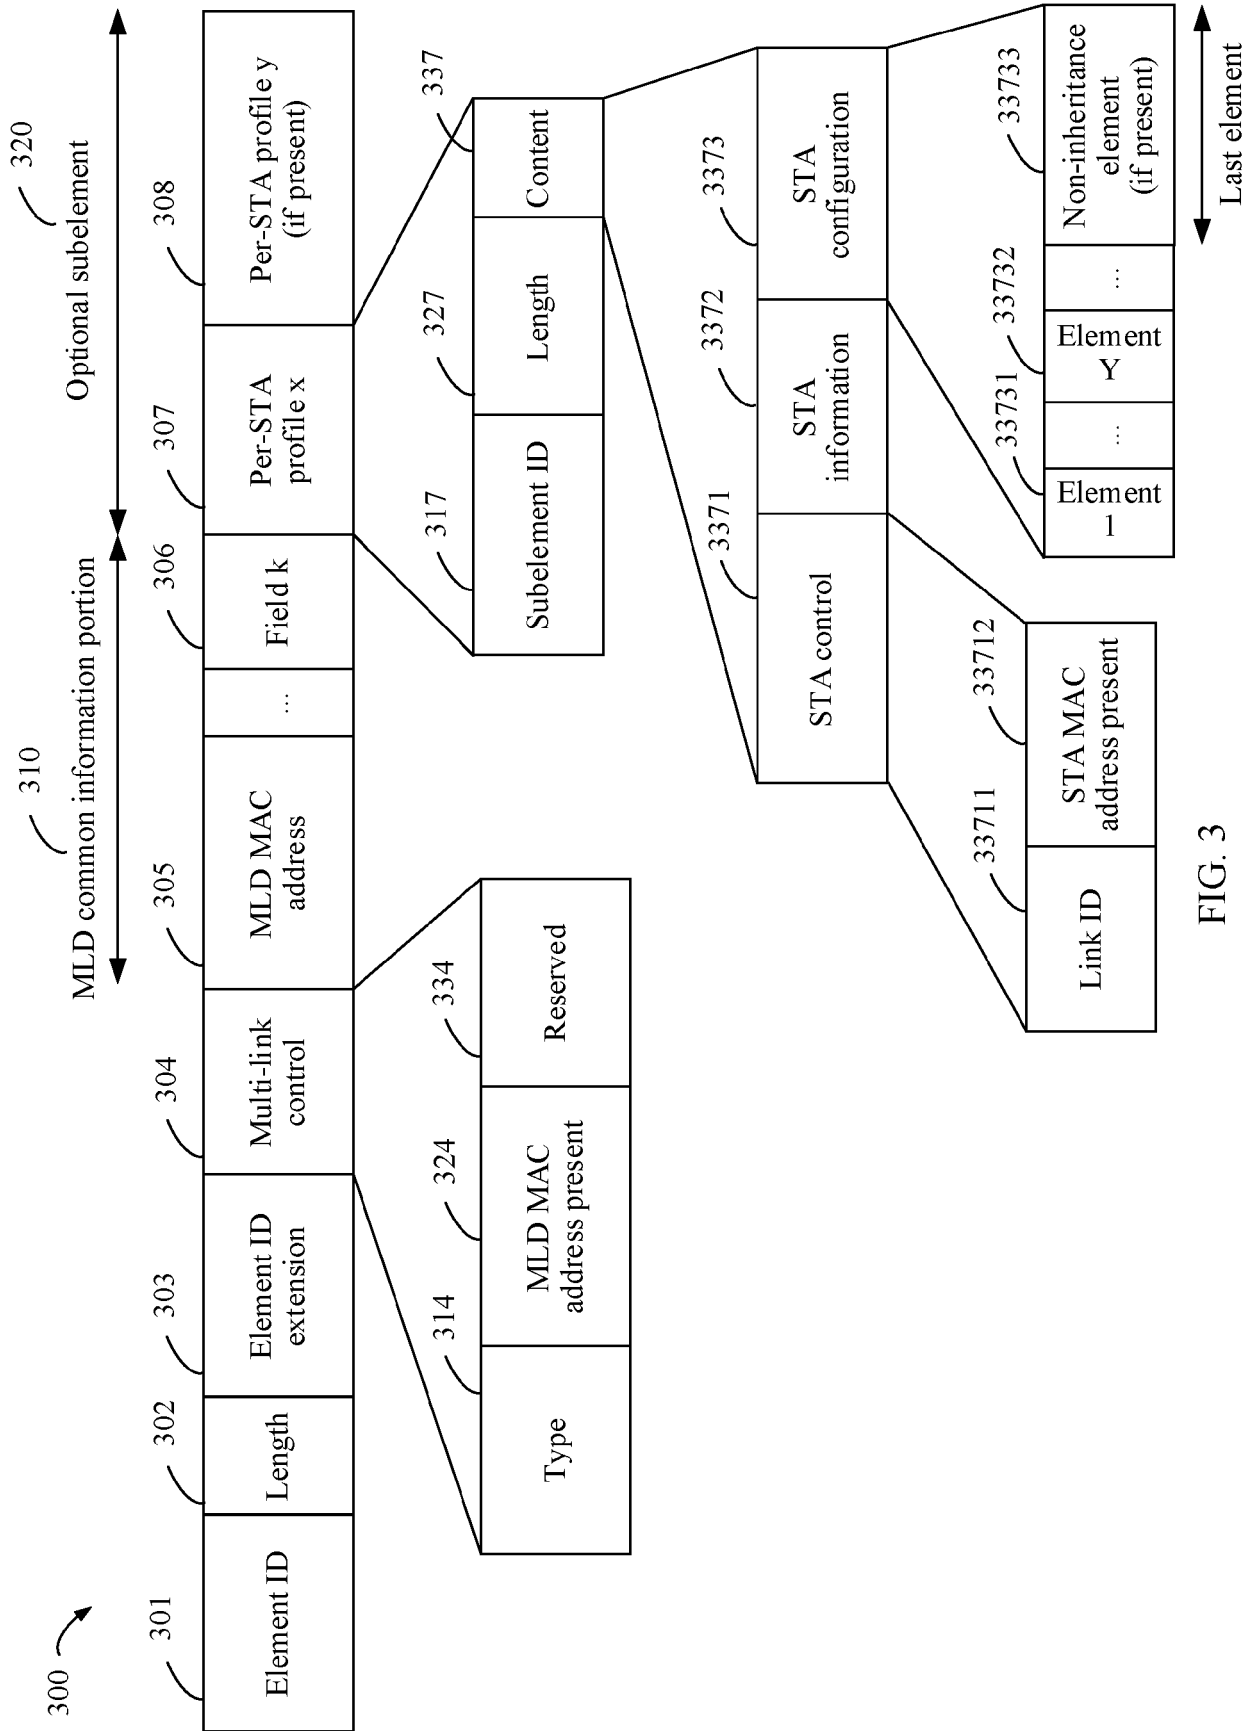 300
310
MLD common information portion
320
Optional subelement
301
302
303
304
305
306
307
308
Element ID
Length
Element ID
extension
Multi-link
control
MLD MAC
address
...
Field k
Per-STA
profile x
Per-STA profile y
(if present)
314
324
334
Type
MLD MAC
address present
Reserved
317
327
337
Subelement ID
Length
Content
3371
3372
3373
STA control
STA
information
STA
configuration
33711
33712
Link ID
STA MAC
address present
33731
33732
33733
Element
1
...
Element
Y
...
Non-inheritance
element
(if present)
Last element
FIG. 3